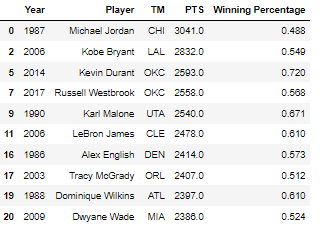 Year Player TM PTS Winning Percentage
0 1987 Michael Jordan CHI 3041.0 0.488
2 2006 Kobe Bryant LAL 2832.0 0.549
5 2014 Kevin Durant OKC 2593.0 0.720
7 2017 Russell Westbrook OKC 2558.0 0.568
9 1990 Karl Malone UTA 2540.0 0.671
11 2006 LeBron James CLE 2478.0 0.610
16 1986 Alex English DEN 2414.0 0.573
17 2003 Tracy McGrady ORL 2407.0 0.512
19 1988 Dominique Wilkins ATL 2397.0 0.610
20 2009 Dwyane Wade MIA 2386.0 0.524